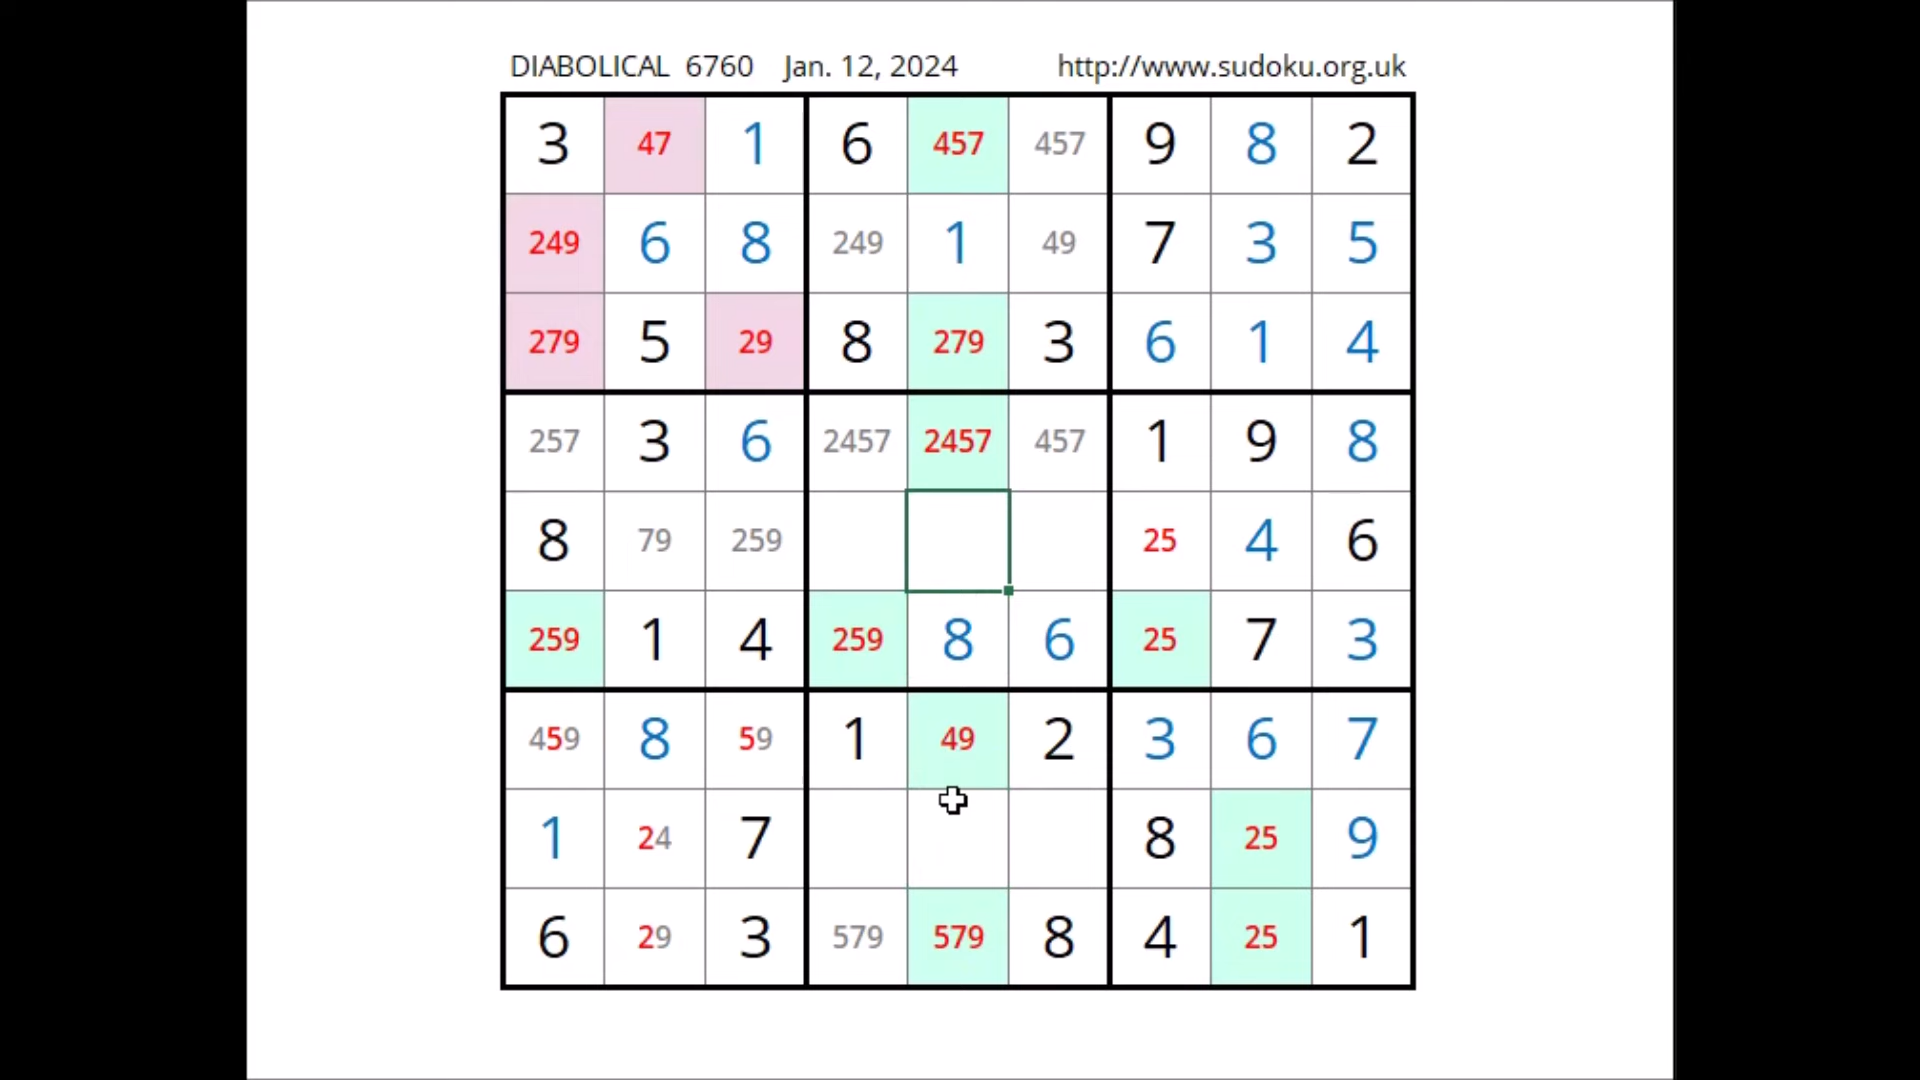 DIABOLICAL 6760 Jan. 12, 2024 http://www.sudoku.org.uk
3 47 1 6 457 457 9 8 2
249 6 8 249 1 49 7 3 5
279 5 29 8 279 3 6 1 4
257 3 6 2457 2457 457 1 9 8
8 79 259 25 4 6
259 1 4 259 8 6 25 7 3
459 8 59 1 49 2 3 6 7
1 24 7 8 25 9
6 29 3 579 579 8 4 25 1